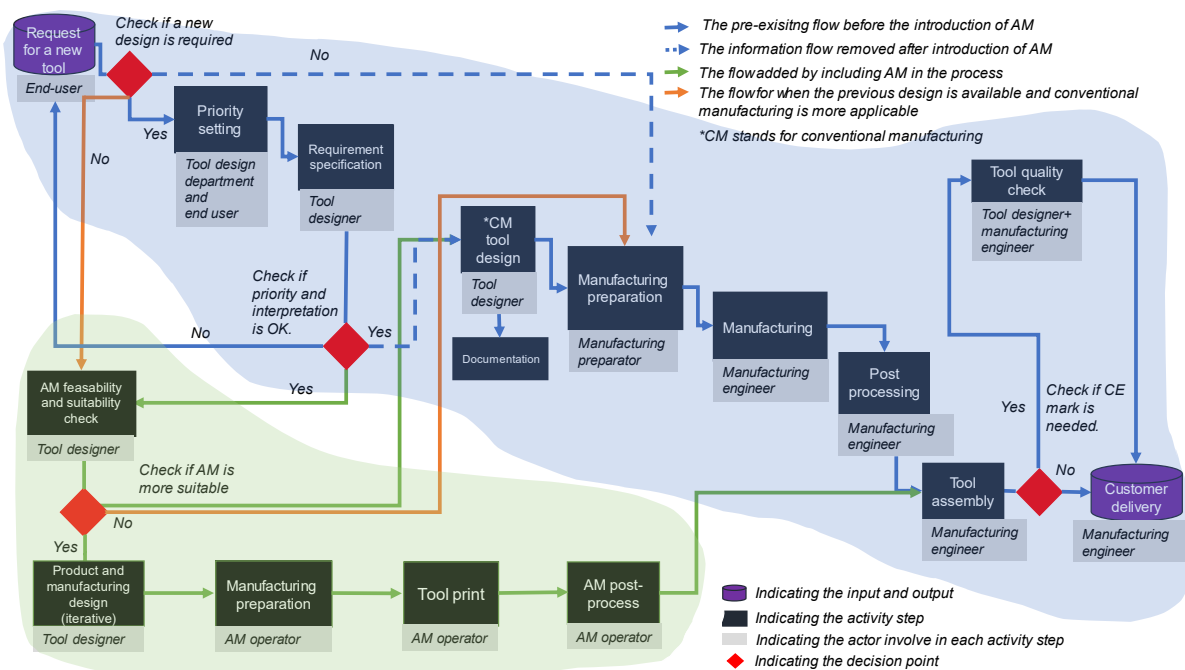 Request
for a new
tool
End-user
Check if a new
design is required
No
The pre-exisitng flow before the introduction of AM
The information flow removed after introduction of AM
The flowadded by including AM in the process
The flowfor when the previous design is available and conventional
manufacturing is more applicable
*CM stands for conventional manufacturing
Yes
No
Priority
setting
Tool design
department
and
end user
Requirement
specification
Tool
designer
Check if
priority and
interpretation
is OK.
No
Yes
Yes
*CM
tool
design
Tool
designer
Documentation
Manufacturing
preparation
Manufacturing
preparator
Manufacturing
Manufacturing
engineer
Post
processing
Manufacturing
engineer
Tool quality
check
Tool designer+
manufacturing
engineer
Check if CE
mark is
needed.
Yes
No
Tool
assembly
Manufacturing
engineer
Customer
delivery
Manufacturing
engineer
AM feasability
and suitability
check
Tool designer
Check if AM is
more suitable
No
Yes
Product and
manufacturing
design
(iterative)
Tool designer
Manufacturing
preparation
AM operator
Tool print
AM operator
AM post-
process
AM operator
Indicating the input and output
Indicating the activity step
Indicating the actor involve in each activity step
Indicating the decision point